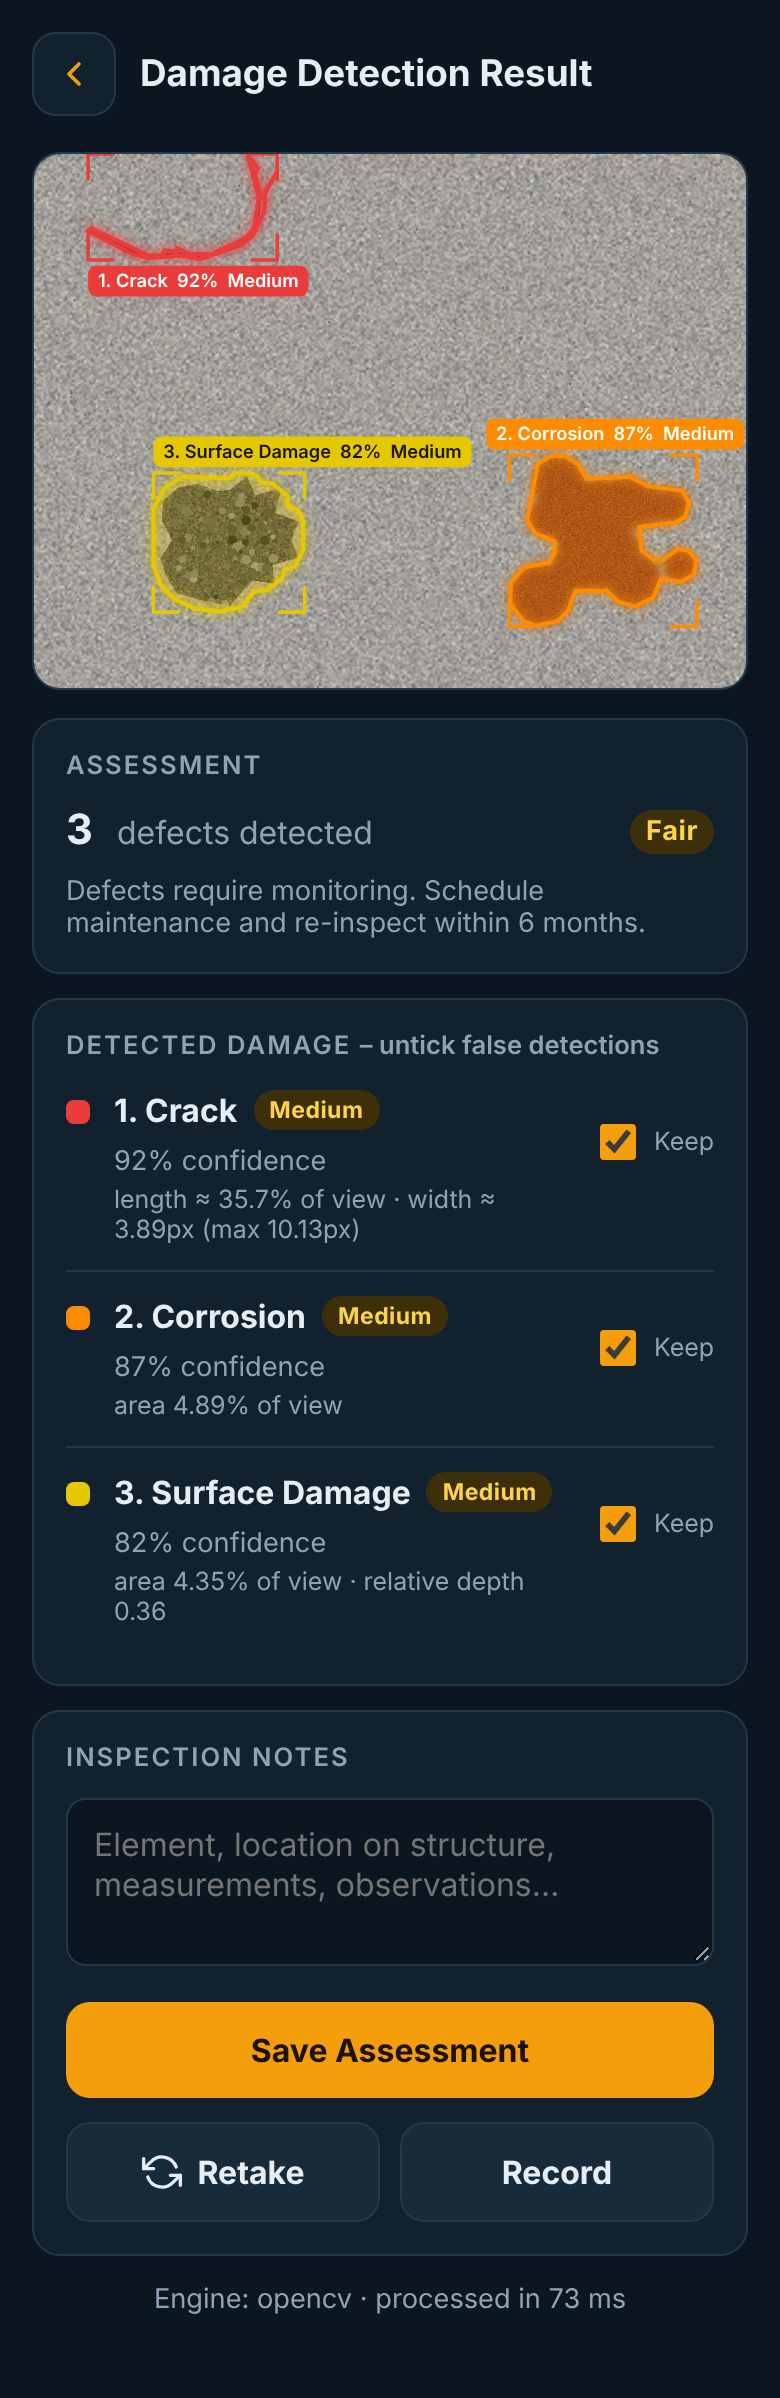 Damage Detection Result
1. Crack 92% Medium
2. Corrosion 87% Medium
3. Surface Damage 82% Medium
ASSESSMENT
3 defects detected
Fair
Defects require monitoring. Schedule
maintenance and re-inspect within 6 months.
DETECTED DAMAGE – untick false detections
1. Crack Medium
Keep
92% confidence
length ≈ 35.7% of view · width ≈
3.89px (max 10.13px)
2. Corrosion Medium
Keep
87% confidence
area 4.89% of view
3. Surface Damage Medium
Keep
82% confidence
area 4.35% of view · relative depth
0.36
INSPECTION NOTES
Element, location on structure,
measurements, observations...
Save Assessment
Retake
Record
Engine: opencv · processed in 73 ms